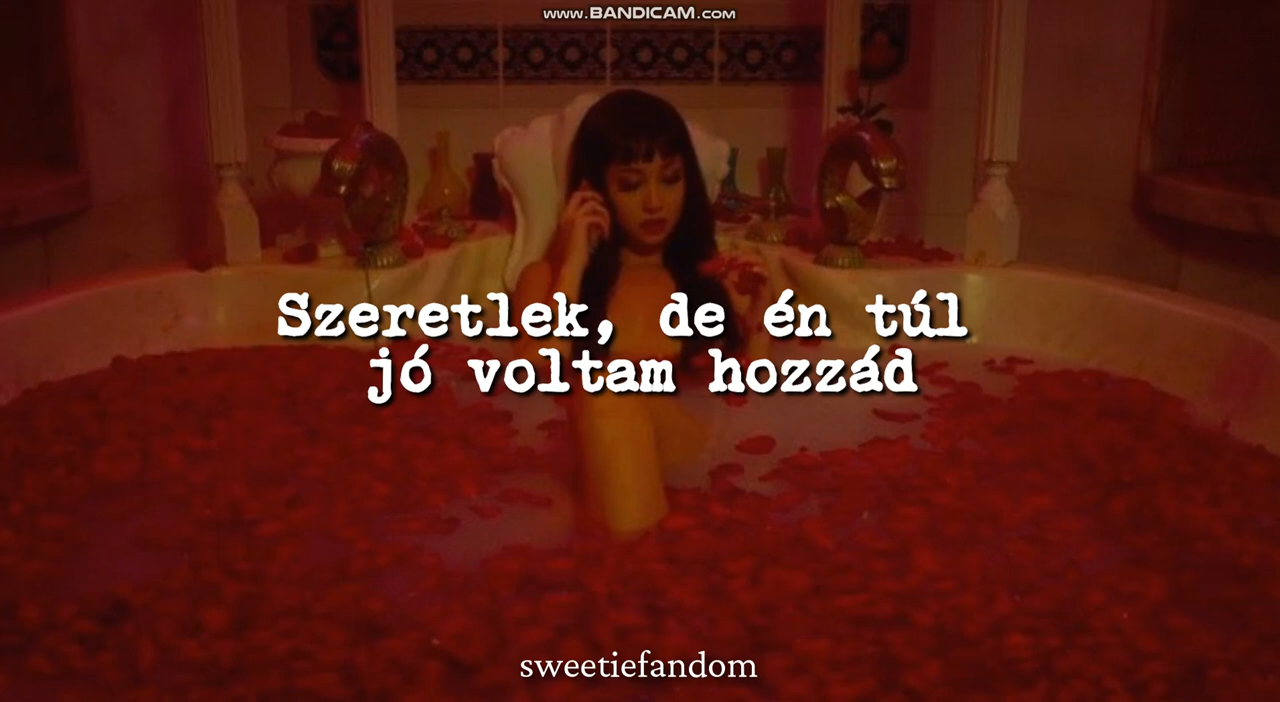 www.BANDICAM.com
Szeretlek, de én túl
jó voltam hozzád
sweetiefandom